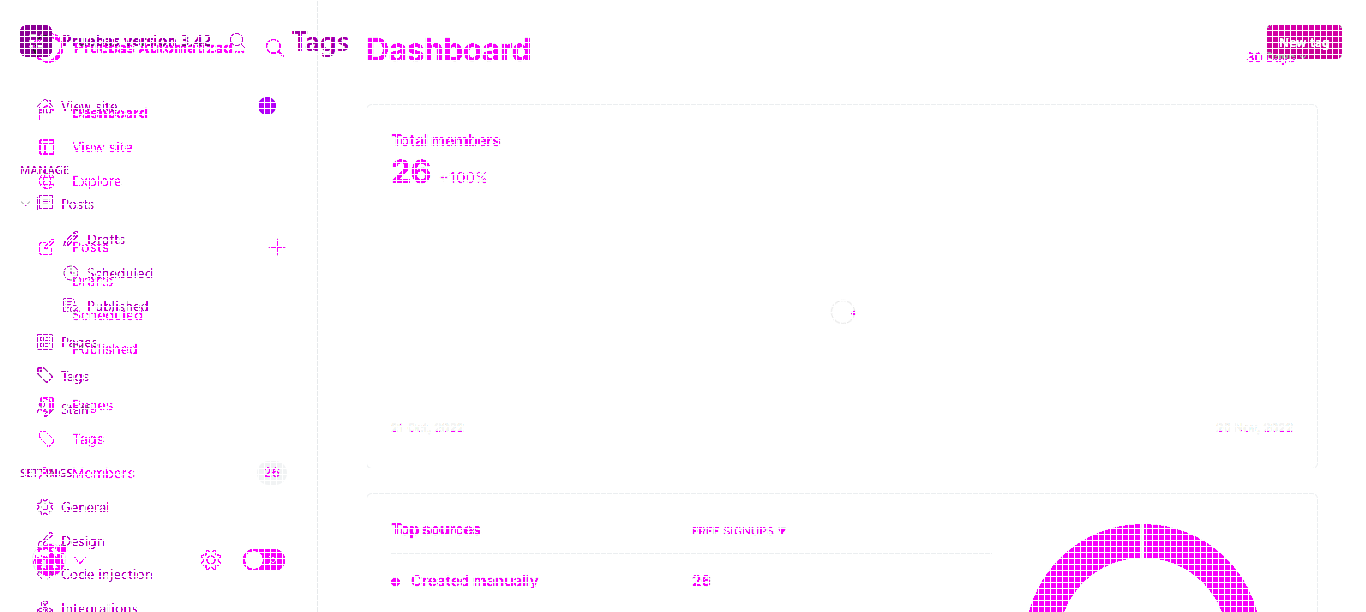 Pruebas version 3.42
Pruebas Automatizad...
Tags
Dashboard
New tag
30 Days
View site
Dashboard
View site
MANAGE
Explore
Posts
Drafts
Posts
Scheduled
Drafts
Published
Scheduled
Pages
Published
Tags
Staff
Pages
Tags
SETTINGS
Members
26
General
Design
Code injection
Integrations
Total members
26 ~100%
Top sources
FREE SIGNUPS
Created manually
26